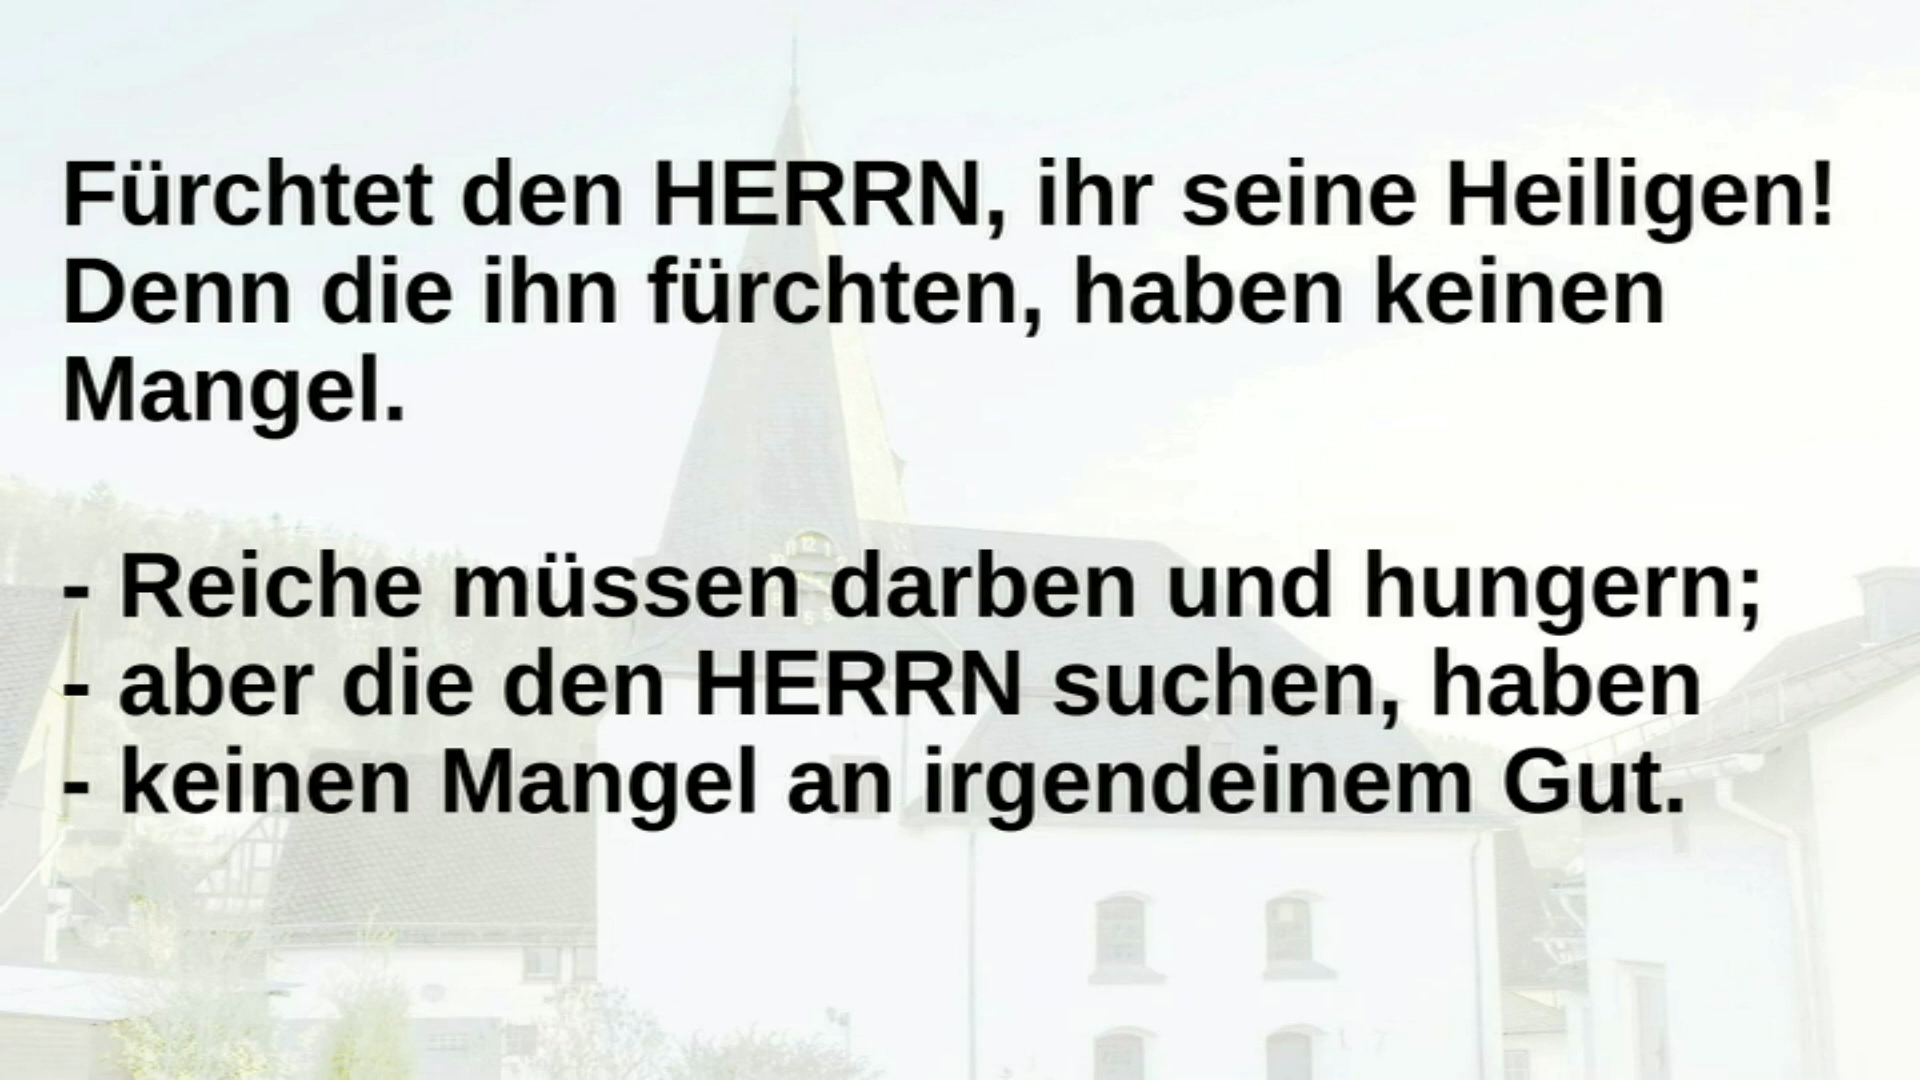 Fürchtet den HERRN, ihr seine Heiligen!
Denn die ihn fürchten, haben keinen
Mangel.
- Reiche müssen darben und hungern;
- aber die den HERRN suchen, haben
- keinen Mangel an irgendeinem Gut.